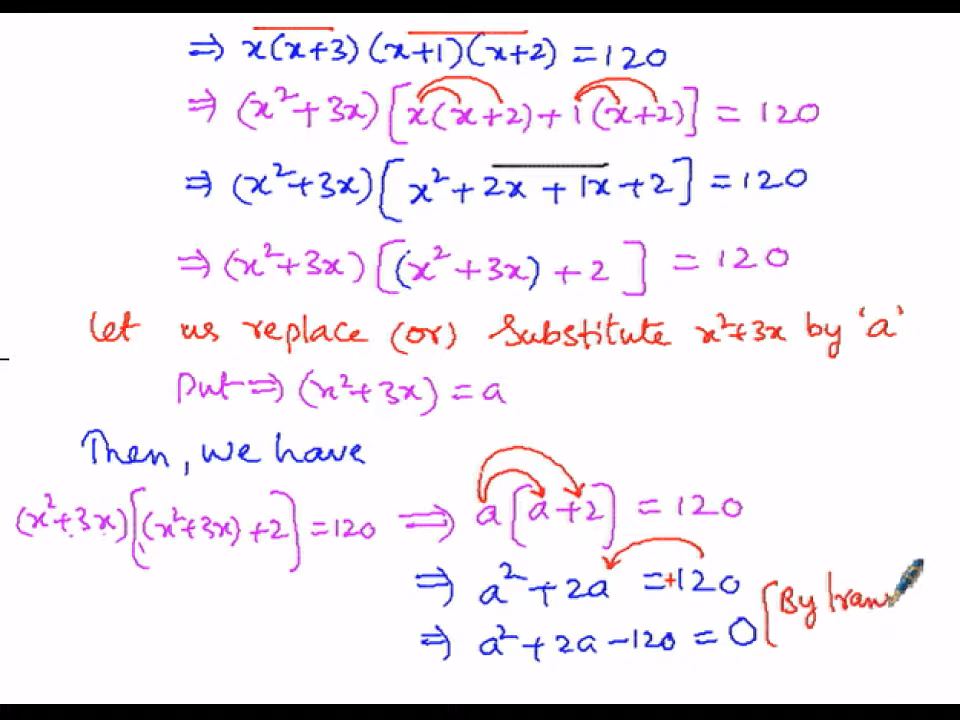 ⇒ x(x+3)(x+1)(x+2) = 120
⇒ (x²+3x)[x(x+2)+1(x+2)] = 120
⇒ (x²+3x)[x²+2x+1x+2] = 120
⇒ (x²+3x)[(x²+3x)+2] = 120
Let us replace (or) Substitute x²+3x by 'a'
Put ⇒ (x²+3x) = a
Then, we have
(x²+3x)[(x²+3x)+2] = 120 ⇒ a[a+2] = 120
⇒ a²+2a = +120
⇒ a²+2a-120 = 0 [By trans